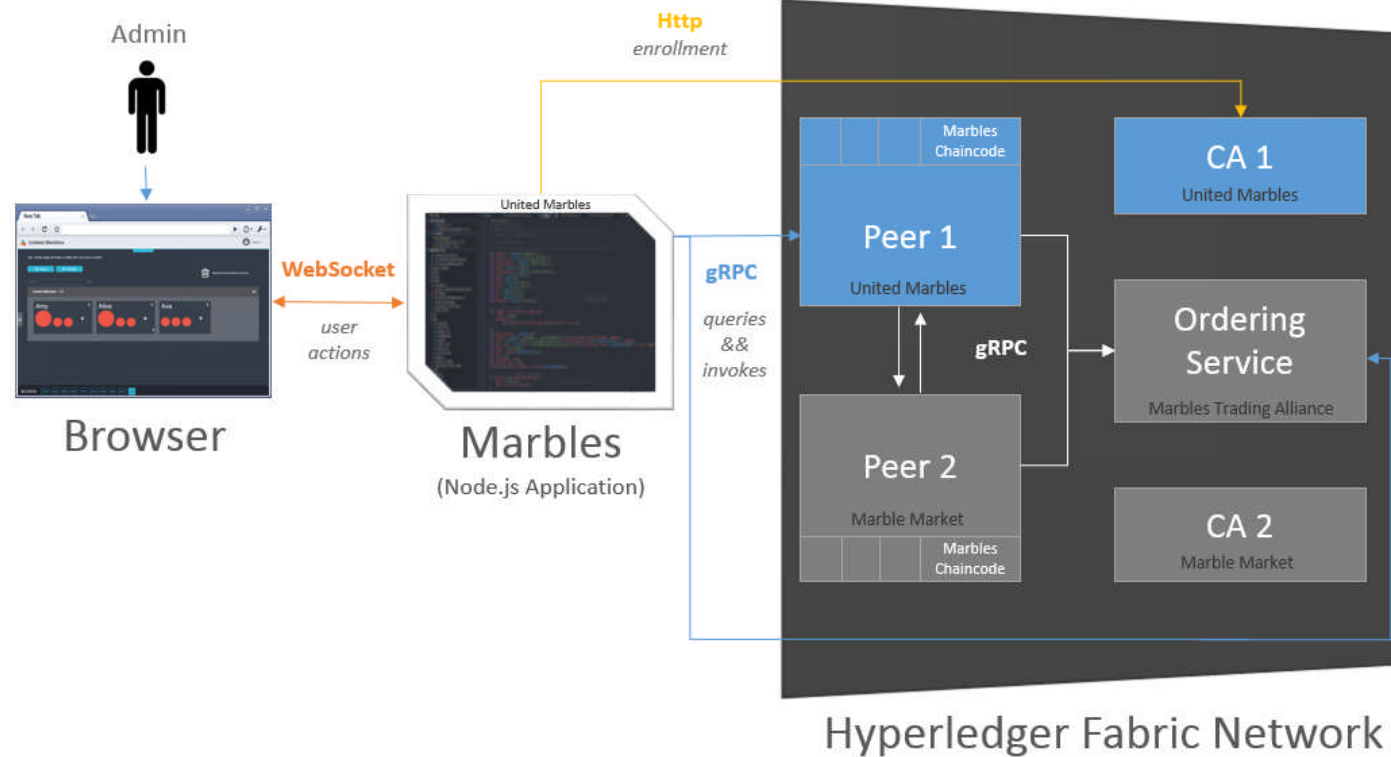 Admin
Http
enrollment
Marbles
Chaincode
CA 1
United Marbles
United Marbles
Peer 1
United Marbles
WebSocket
user
actions
gRPC
queries
&&
invokes
gRPC
Ordering
Service
Marbles Trading Alliance
Browser
Marbles
(Node.js Application)
Peer 2
Marble Market
Marbles
Chaincode
CA 2
Marble Market
Hyperledger Fabric Network